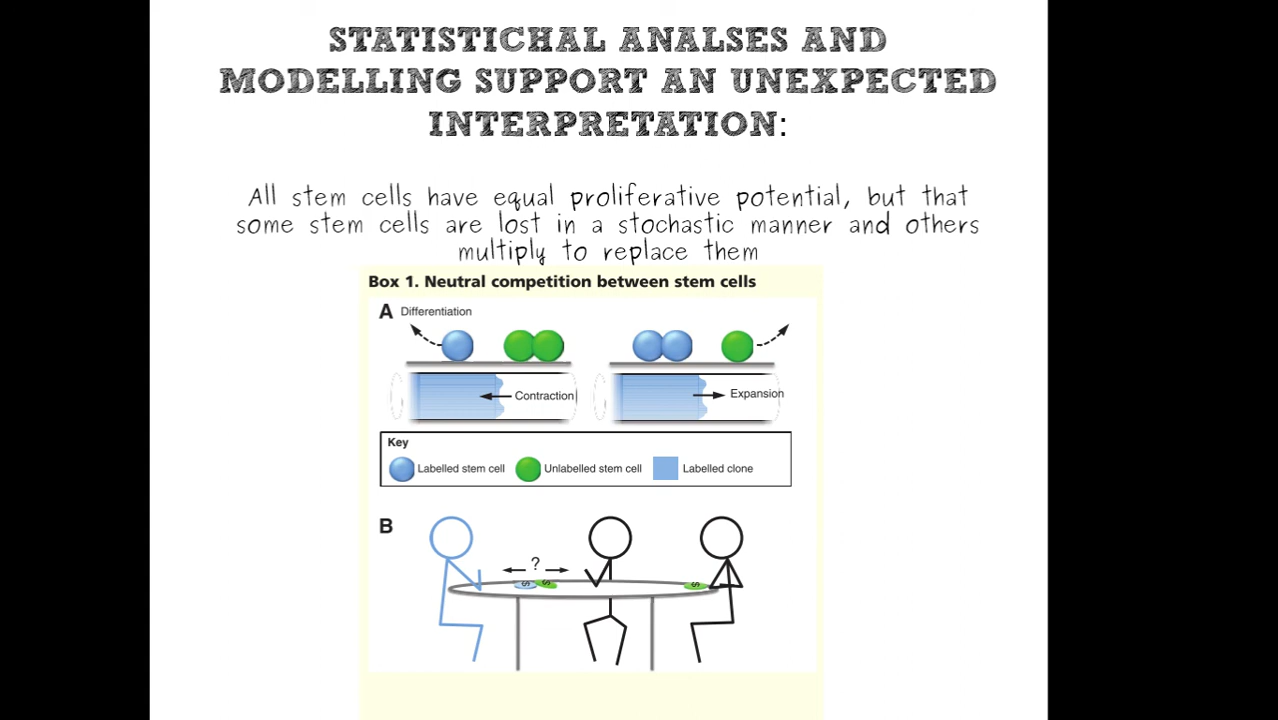 STATISTICHAL ANALSES AND
MODELLING SUPPORT AN UNEXPECTED
INTERPRETATION:
All stem cells have equal proliferative potential, but that
some stem cells are lost in a stochastic manner and others
multiply to replace them
Box 1. Neutral competition between stem cells
A Differentiation
Contraction
Expansion
Key
Labelled stem cell
Unlabelled stem cell
Labelled clone
B
?
$ $ $